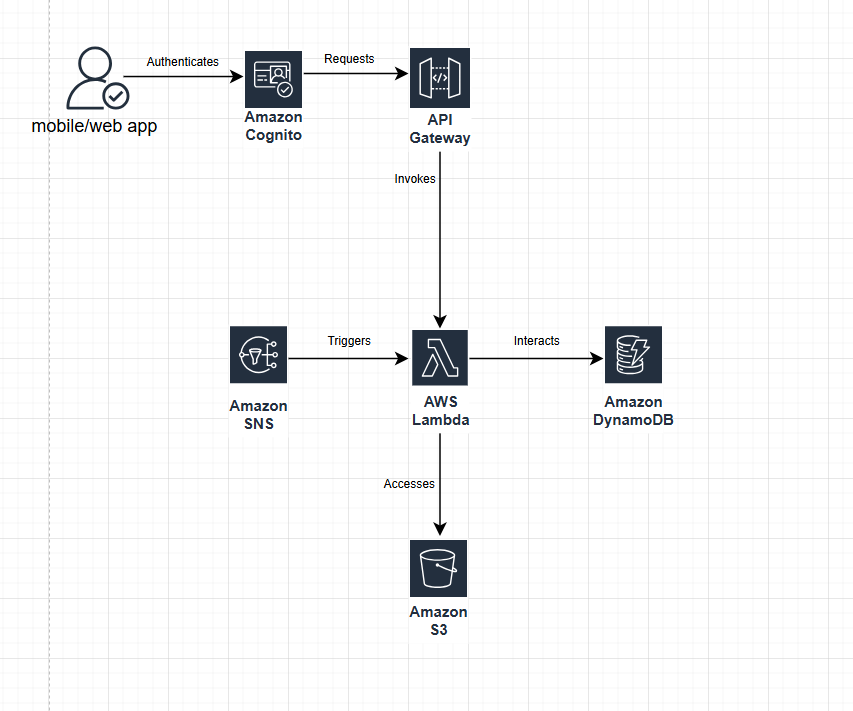 Authenticates
Requests
mobile/web app
Amazon
Cognito
API
Gateway
Invokes
Triggers
Interacts
Amazon
SNS
AWS
Lambda
Amazon
DynamoDB
Accesses
Amazon
S3